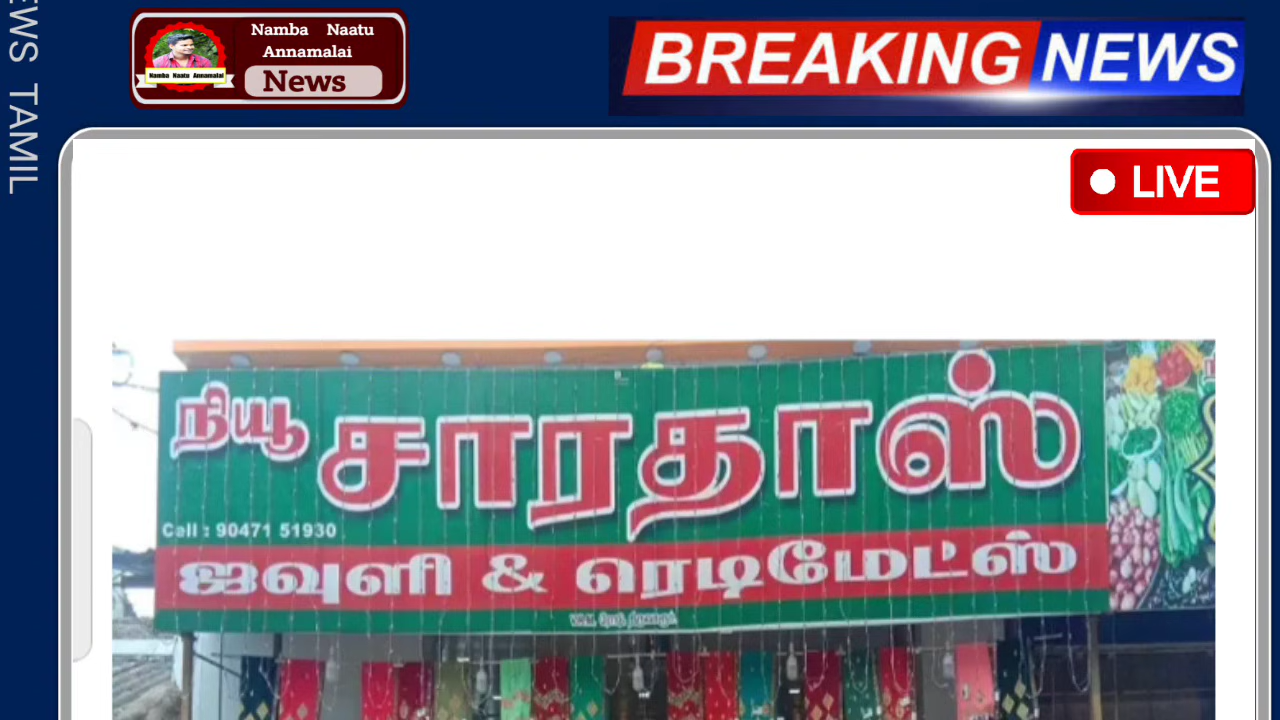 EWS TAMIL
Namba Naatu
Annamalai
News
Namba Naatu Annamalai
BREAKING NEWS
LIVE
நியூ சாரதாஸ்
Call : 90471 51930
ஜவுளி & ரெடிமேட்ஸ்